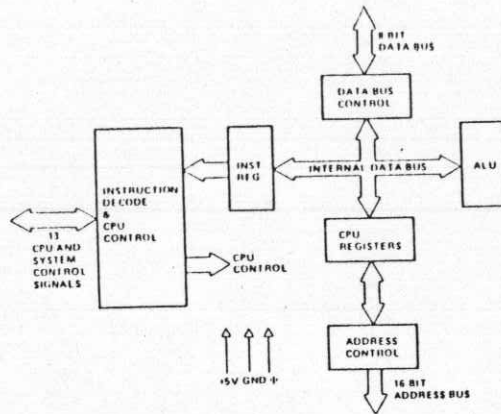 8 BIT
DATA BUS
DATA BUS
CONTROL
INST
REG
INTERNAL DATA BUS
ALU
INSTRUCTION
DECODE
&
CPU
CONTROL
13
CPU AND
SYSTEM
CONTROL
SIGNALS
CPU
REGISTERS
CPU
CONTROL
ADDRESS
CONTROL
+5V GND Φ
16 BIT
ADDRESS BUS